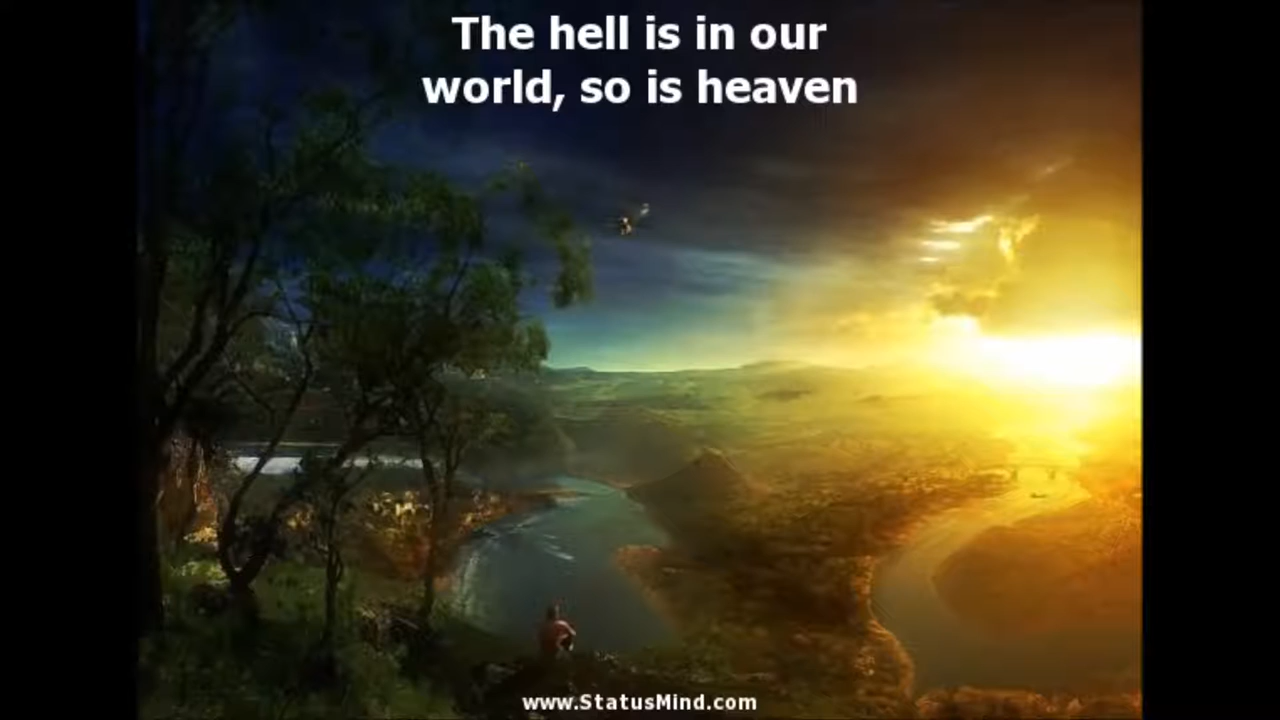 The hell is in our
world, so is heaven
www.StatusMind.com